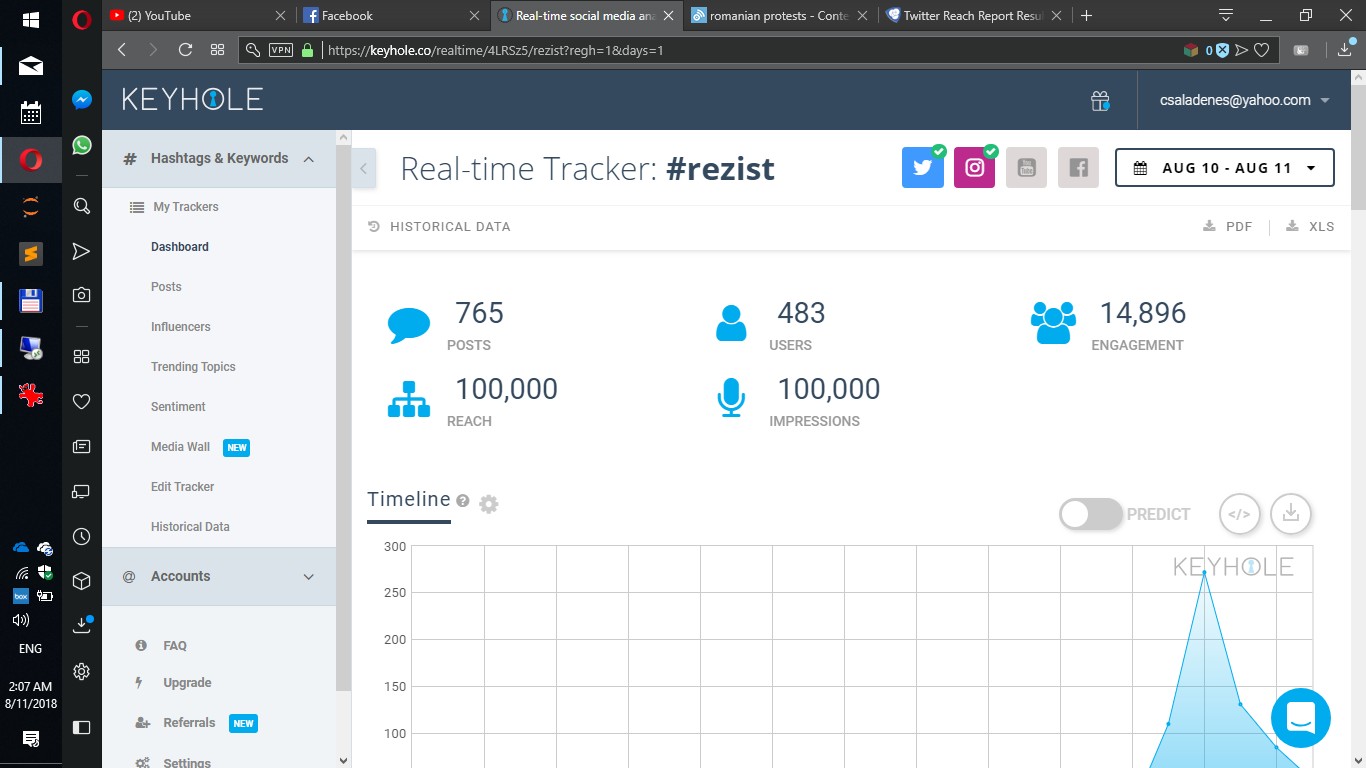 (2) YouTube
Facebook
Real-time social media ana
romanian protests - Conte
Twitter Reach Report Resu
VPN
https://keyhole.co/realtime/4LRSz5/rezist?regh=1&days=1
0
KEYHOLE
csaladenes@yahoo.com
# Hashtags & Keywords
My Trackers
Dashboard
Posts
Influencers
Trending Topics
Sentiment
Media Wall NEW
Edit Tracker
Historical Data
@ Accounts
FAQ
Upgrade
Referrals NEW
Settings
Real-time Tracker: #rezist
You Tube
AUG 10 - AUG 11
HISTORICAL DATA
PDF
XLS
765
POSTS
483
USERS
14,896
ENGAGEMENT
100,000
REACH
100,000
IMPRESSIONS
Timeline ?
PREDICT
</>
KEYHOLE
300
250
200
150
100
box
ENG
2:07 AM
8/11/2018